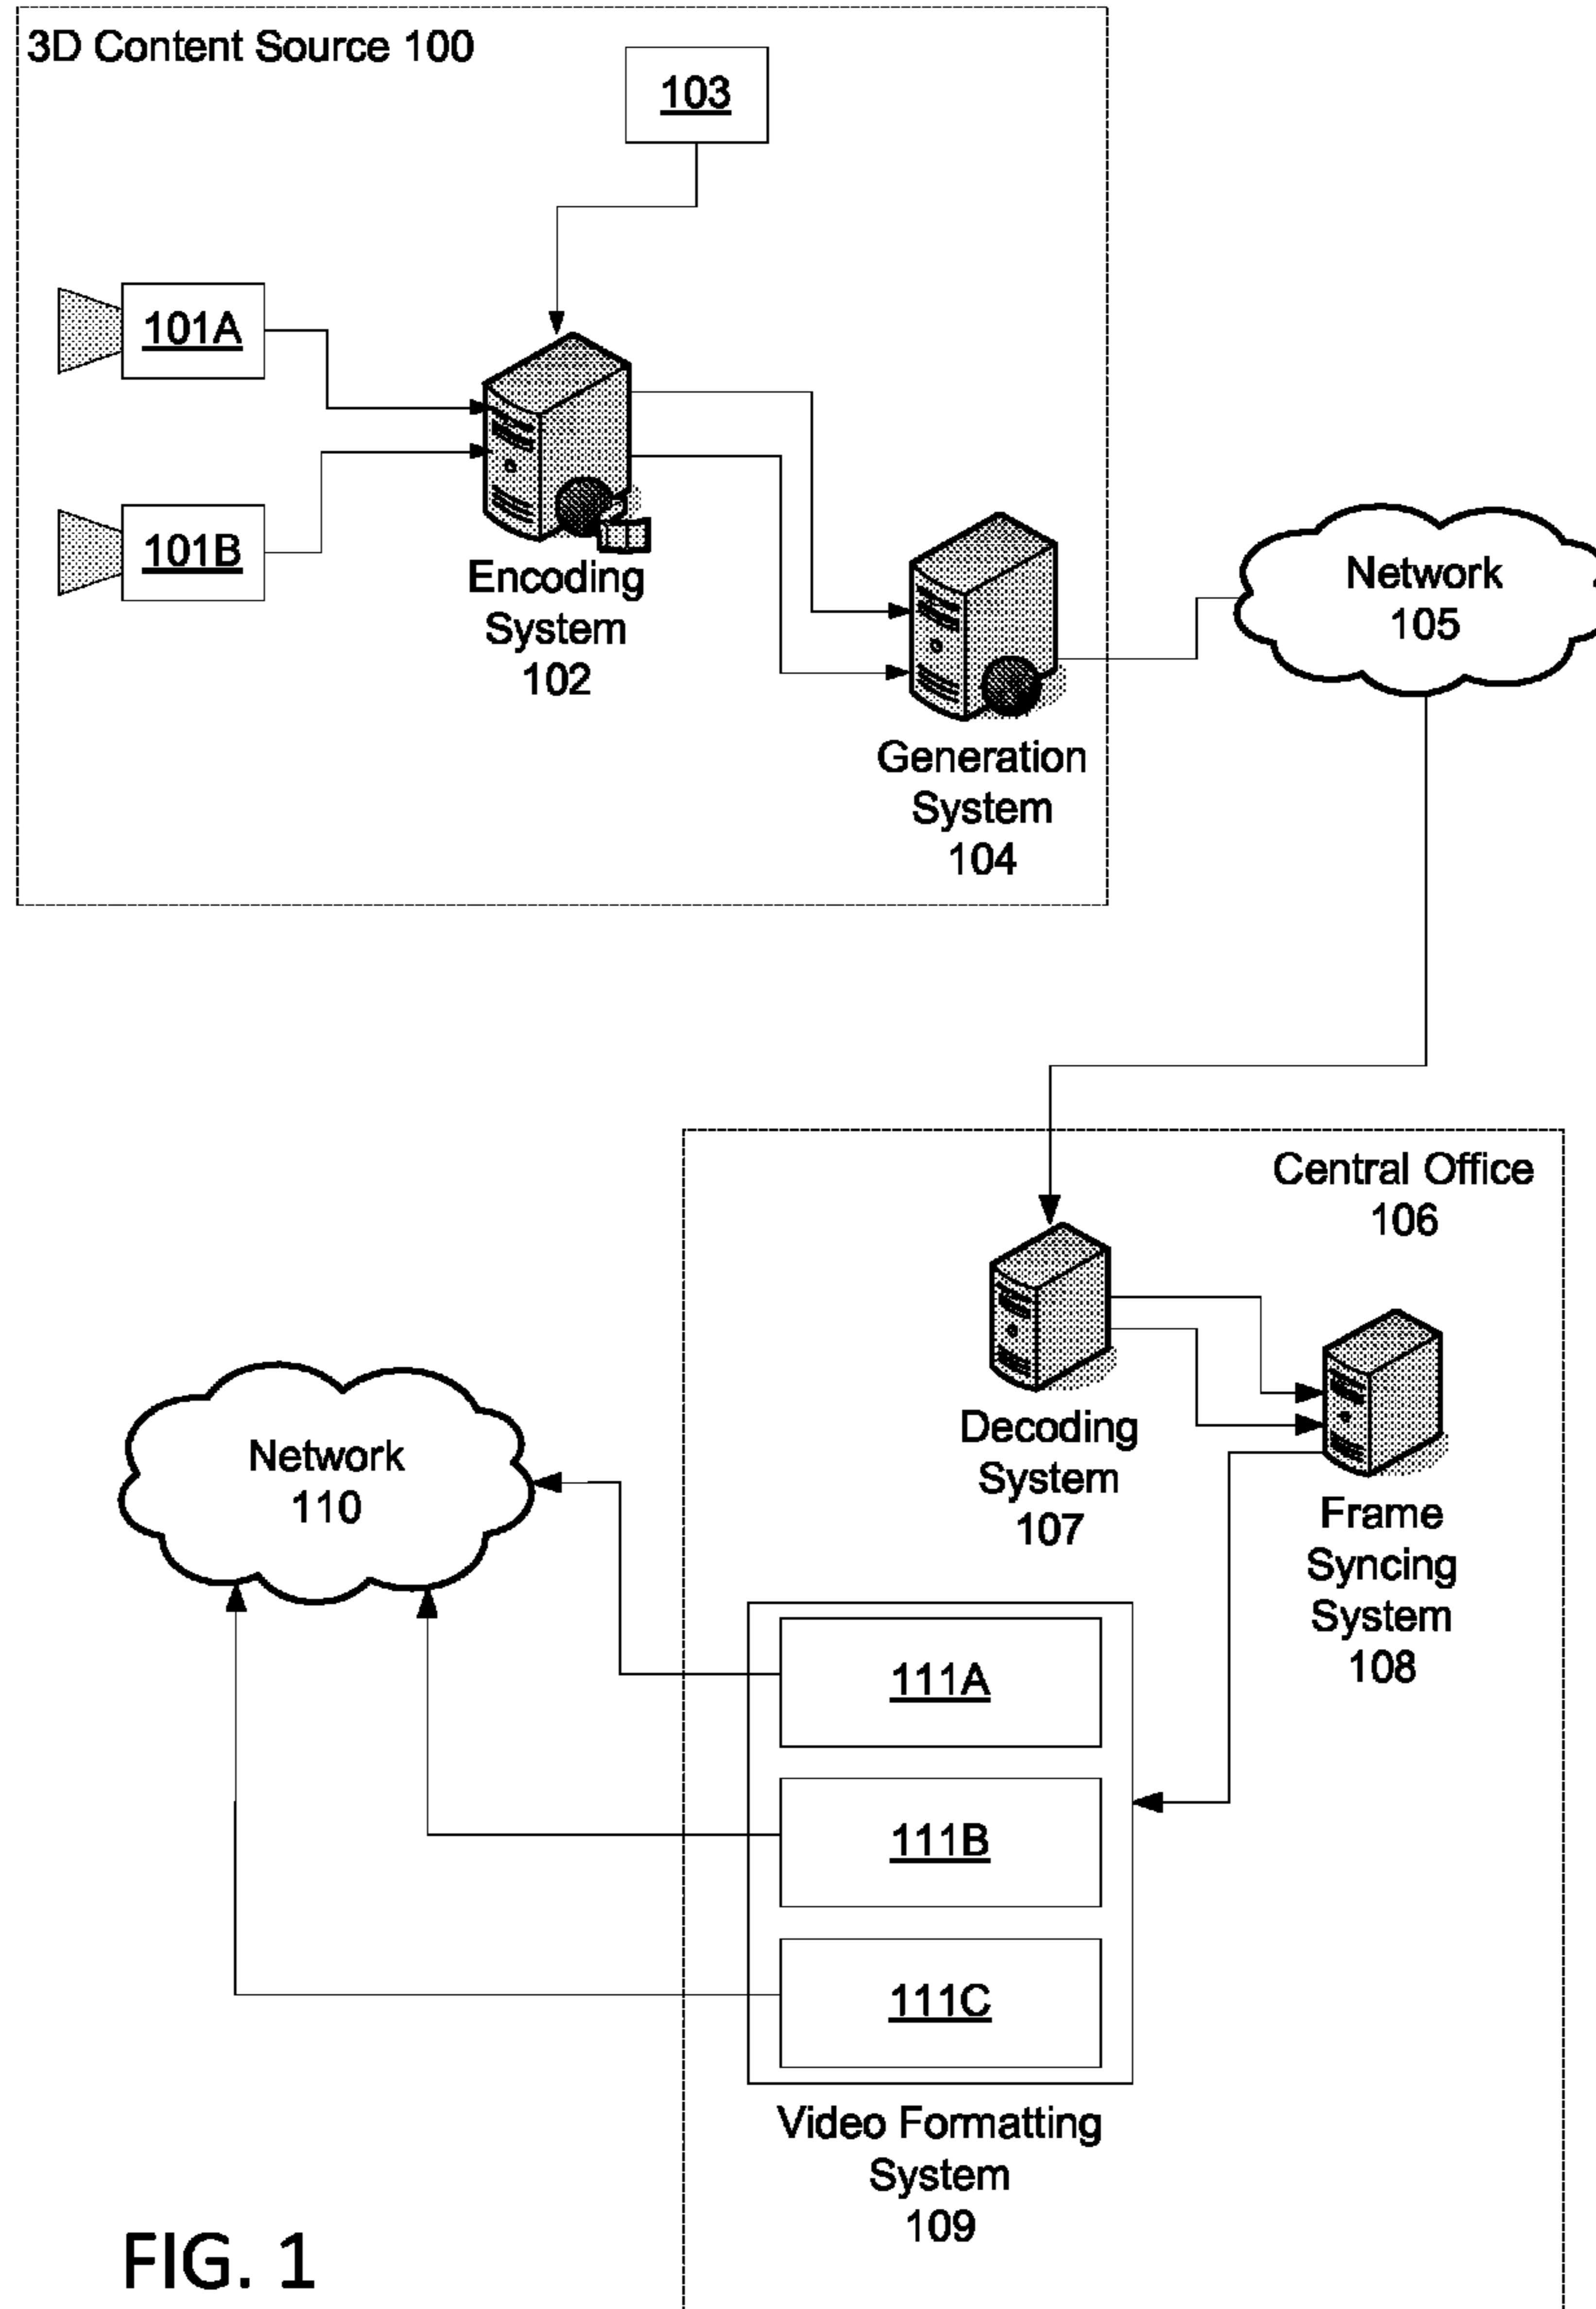 3D Content Source 100
103
101A
101B
Encoding
System
102
Generation
System
104
Network
105
Central Office
106
Decoding
System
107
Frame
Syncing
System
108
Network
110
111A
111B
111C
Video Formatting
System
109
FIG. 1